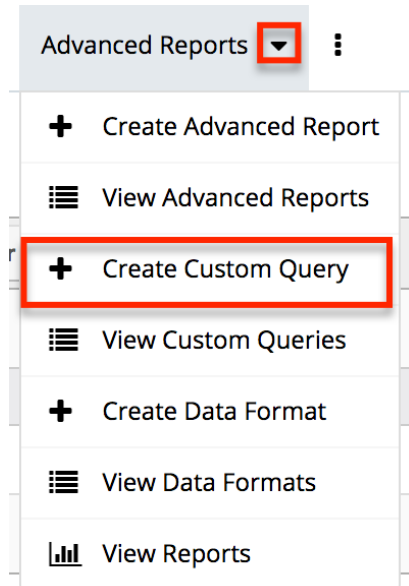 Advanced Reports
Create Advanced Report
View Advanced Reports
r
Create Custom Query
View Custom Queries
Create Data Format
View Data Formats
View Reports